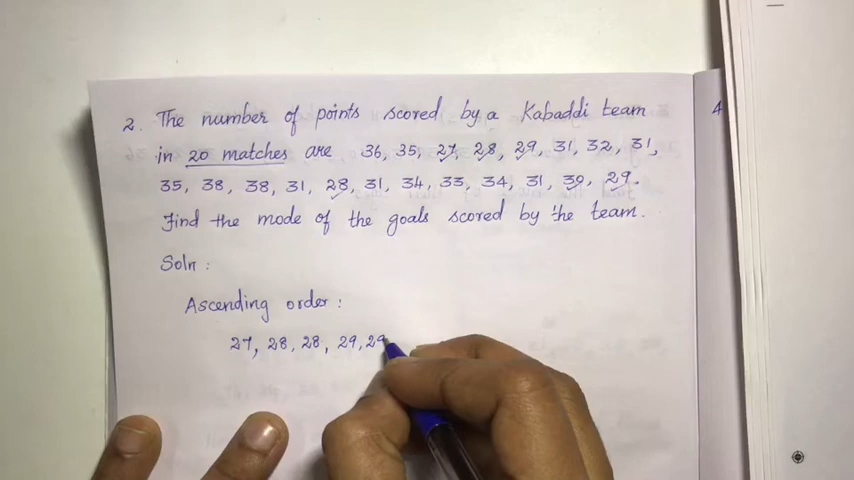 2. The number of points scored by a Kabaddi team
in 20 matches are 36, 35, 27, 28, 29, 31, 32, 31,
35, 38, 38, 31, 28, 31, 34, 33, 34, 31, 30, 29.
Find the mode of the goals scored by the team.
Soln :
Ascending order :
27, 28, 28, 29, 29
4